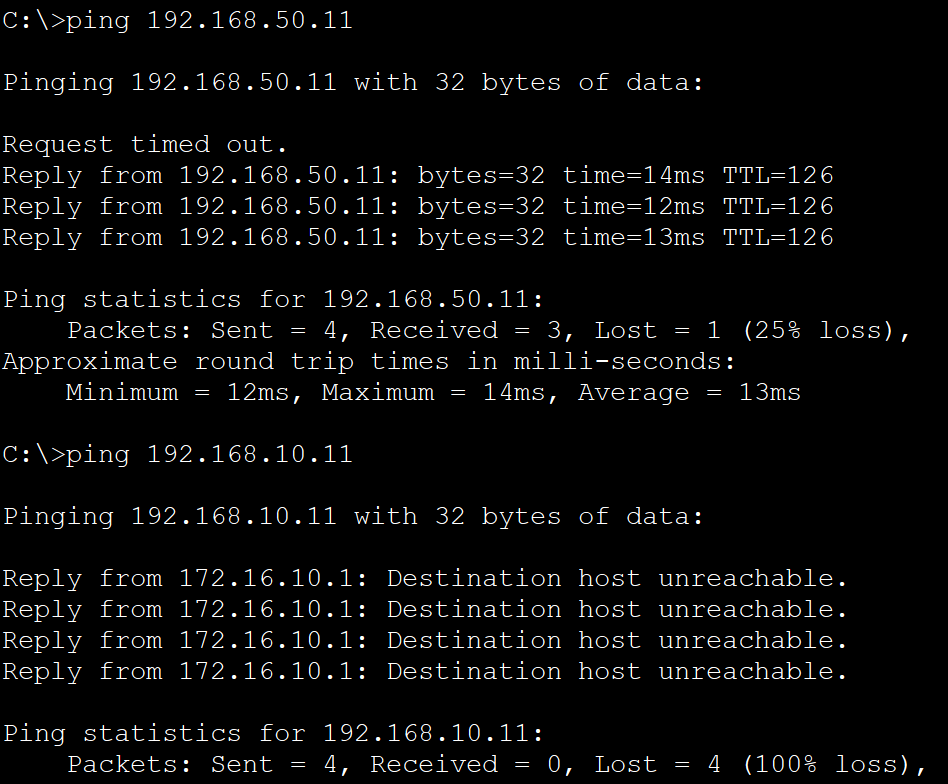 C:\>ping 192.168.50.11
Pinging 192.168.50.11 with 32 bytes of data:
Request timed out.
Reply from 192.168.50.11: bytes=32 time=14ms TTL=126
Reply from 192.168.50.11: bytes=32 time=12ms TTL=126
Reply from 192.168.50.11: bytes=32 time=13ms TTL=126
Ping statistics for 192.168.50.11:
    Packets: Sent = 4, Received = 3, Lost = 1 (25% loss),
Approximate round trip times in milli-seconds:
    Minimum = 12ms, Maximum = 14ms, Average = 13ms
C:\>ping 192.168.10.11
Pinging 192.168.10.11 with 32 bytes of data:
Reply from 172.16.10.1: Destination host unreachable.
Reply from 172.16.10.1: Destination host unreachable.
Reply from 172.16.10.1: Destination host unreachable.
Reply from 172.16.10.1: Destination host unreachable.
Ping statistics for 192.168.10.11:
    Packets: Sent = 4, Received = 0, Lost = 4 (100% loss),